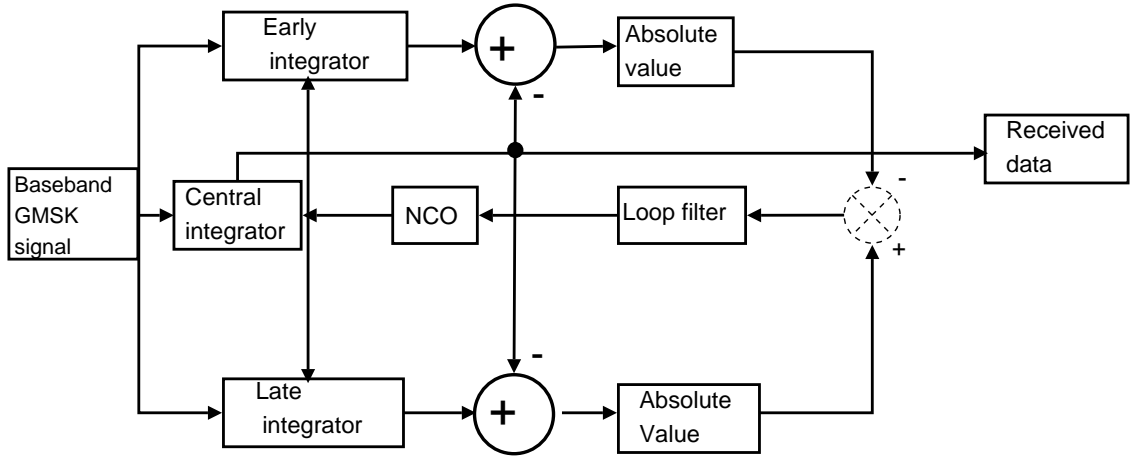 Early
integrator
+
-
Absolute
value
Received
data
Baseband
GMSK
signal
Central
integrator
NCO
Loop filter
-
+
Late
integrator
+
-
Absolute
Value